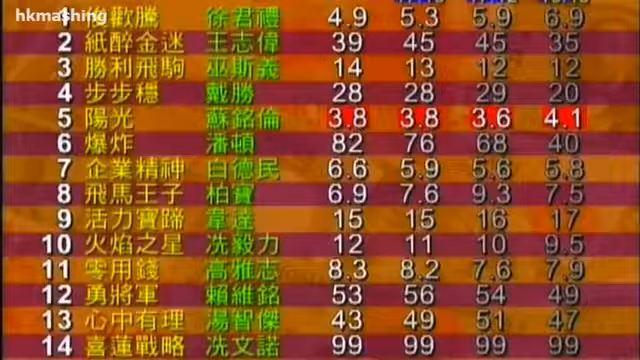 hkmashing
1 歡騰 徐君禮 4.9 5.3 5.9 6.9
2 紙醉金迷 王志偉 39 45 45 35
3 勝利飛駒 巫斯義 14 13 12 12
4 步步穩 戴勝 28 28 29 20
5 陽光 蘇銘倫 3.8 3.8 3.6 4.1
6 爆炸 潘頓 82 76 68 40
7 企業精神 白德民 6.6 5.9 5.6 5.8
8 飛馬王子 柏寶 6.9 7.6 9.3 7.5
9 活力寶蹄 韋達 15 15 16 17
10 火焰之星 冼毅力 12 11 10 9.5
11 零用錢 高雅志 8.3 8.2 7.6 7.9
12 勇將軍 賴維銘 53 56 54 49
13 心中有理 湯智傑 43 49 51 47
14 喜蓮戰略 冼文諾 99 99 99 99